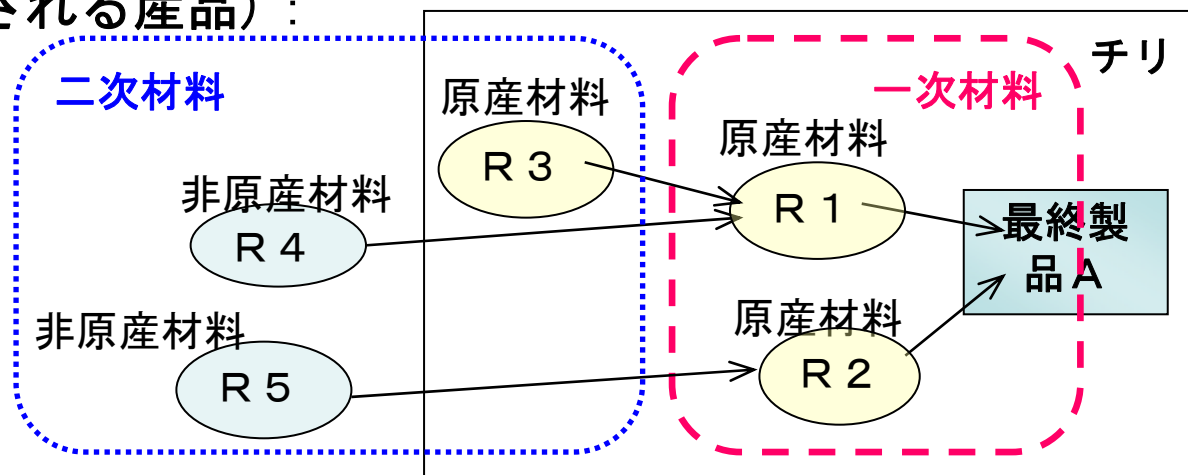 される産品）:
チリ
二次材料
一次材料
原産材料
Ｒ３
原産材料
Ｒ１
非原産材料
Ｒ４
最終製
品Ａ
原産材料
Ｒ２
非原産材料
Ｒ５